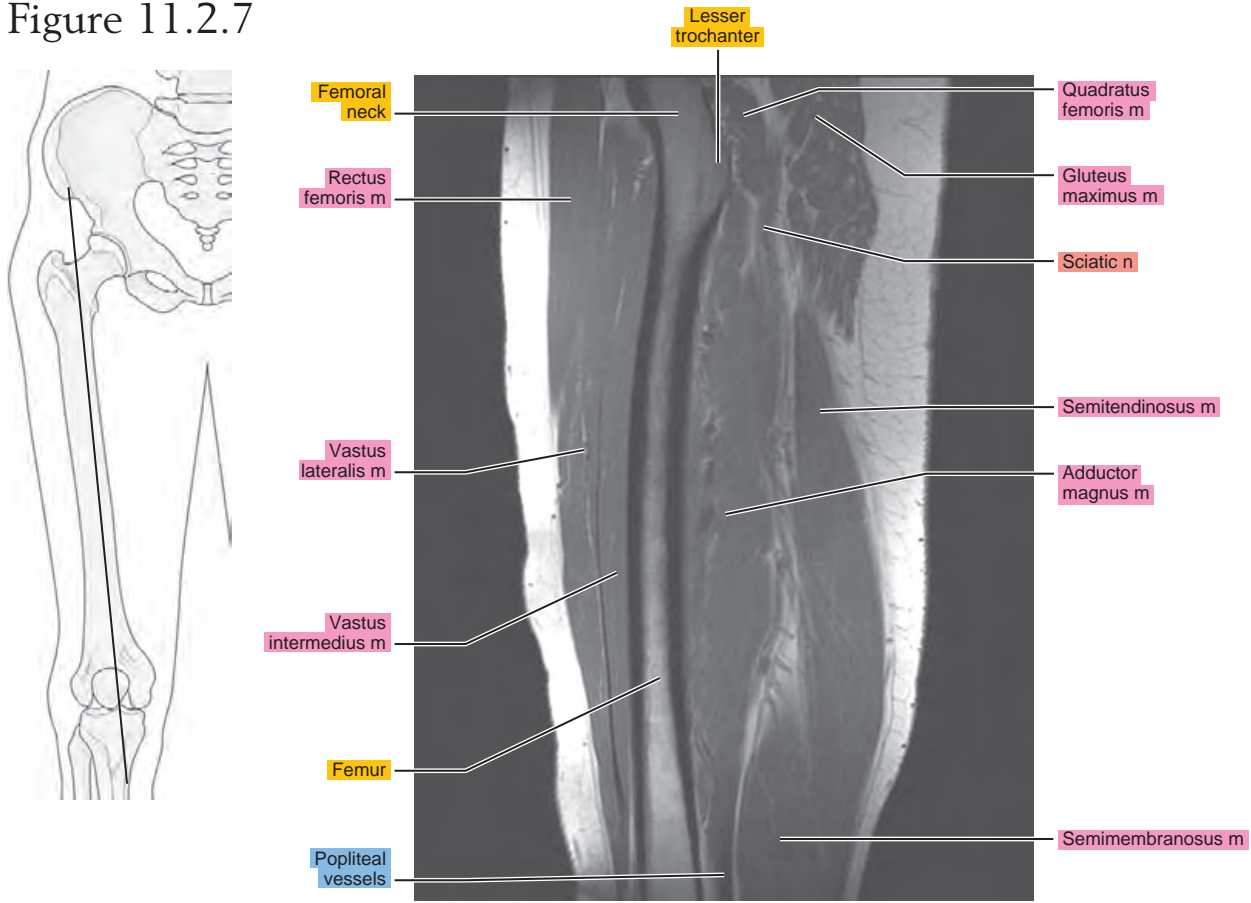 Figure 11.2.7
Lesser
trochanter
Femoral
neck
Rectus
femoris m
Vastus
lateralis m
Vastus
intermedius m
Femur
Popliteal
vessels
Quadratus
femoris m
Gluteus
maximus m
Sciatic n
Semitendinosus m
Adductor
magnus m
Semimembranosus m